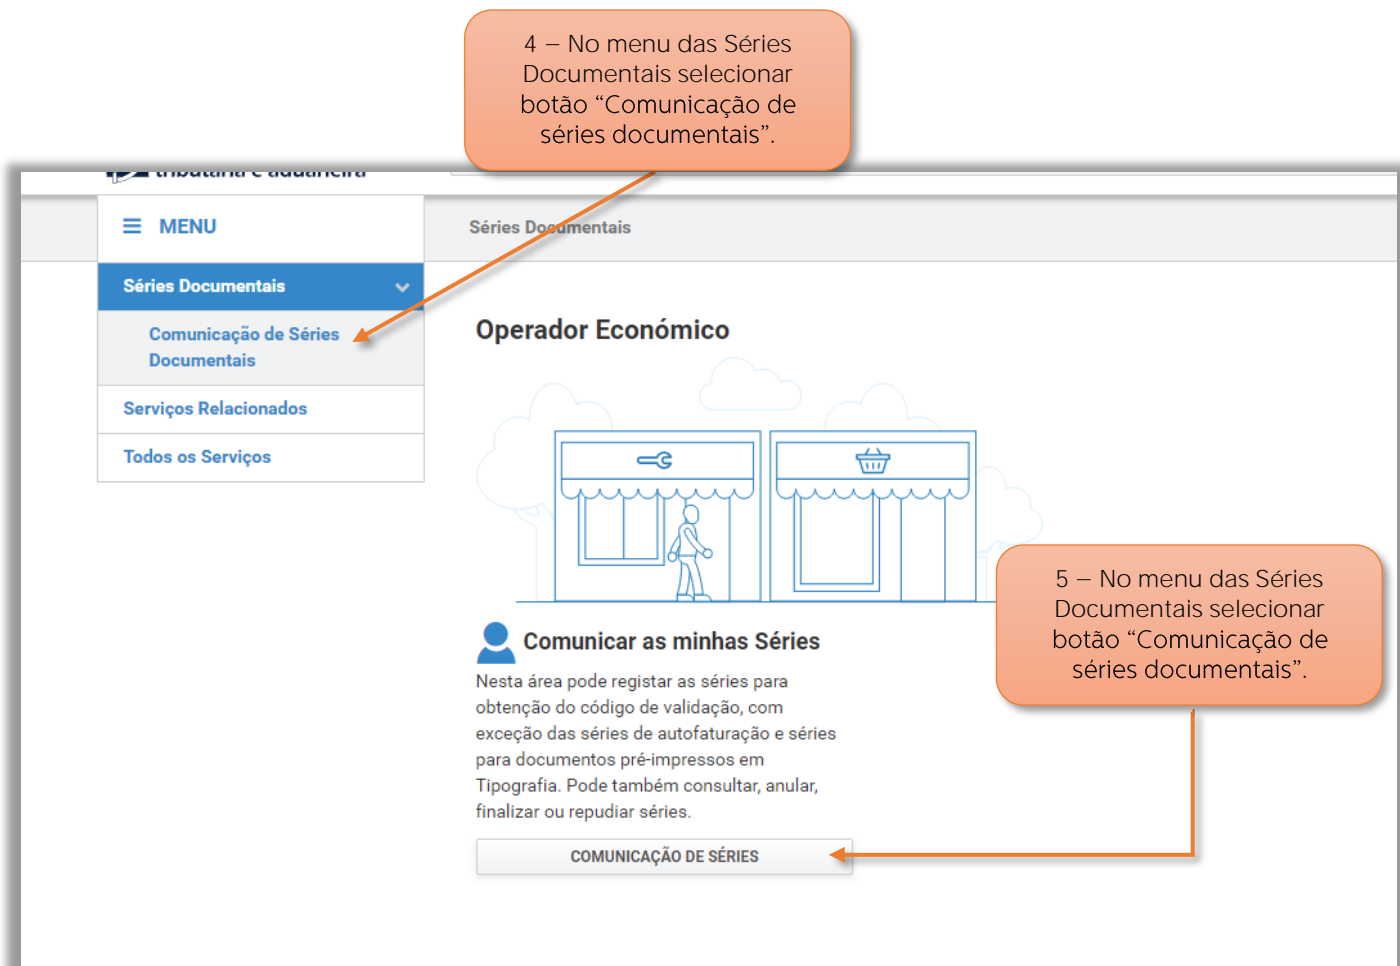 4 – No menu das Séries
Documentais selecionar
botão “Comunicação de
séries documentais”.
tributária e aduaneira
MENU
Séries Documentais
Séries Documentais
Comunicação de Séries
Documentais
Serviços Relacionados
Todos os Serviços
Operador Económico
5 – No menu das Séries
Documentais selecionar
botão “Comunicação de
séries documentais”.
Comunicar as minhas Séries
Nesta área pode registar as séries para
obtenção do código de validação, com
exceção das séries de autofaturação e séries
para documentos pré-impressos em
Tipografia. Pode também consultar, anular,
finalizar ou repudiar séries.
COMUNICAÇÃO DE SÉRIES